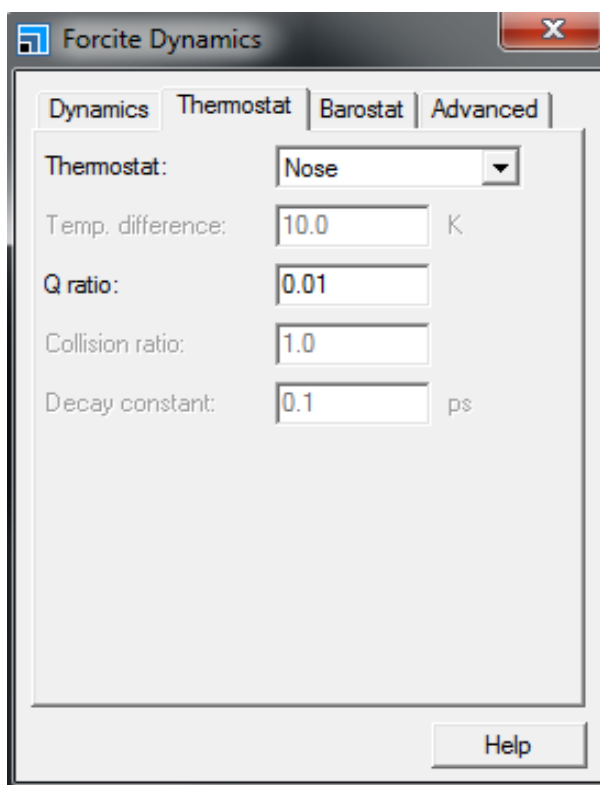 Forcite Dynamics
Dynamics Thermostat Barostat Advanced
Thermostat: Nose
Temp. difference: 10.0 K
Q ratio: 0.01
Collision ratio: 1.0
Decay constant: 0.1 ps
Help